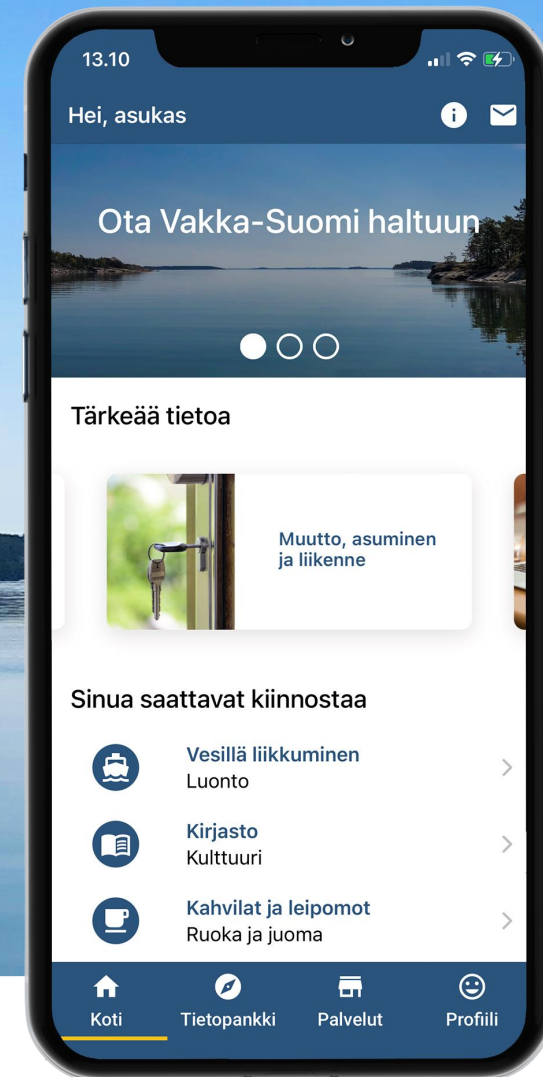 13.10
Hei, asukas
Ota Vakka-Suomi haltuun
Tärkeää tietoa
Muutto, asuminen
ja liikenne
Sinua saattavat kiinnostaa
Vesillä liikkuminen
Luonto
Kirjasto
Kulttuuri
Kahvilat ja leipomot
Ruoka ja juoma
Koti Tietopankki Palvelut Profiili